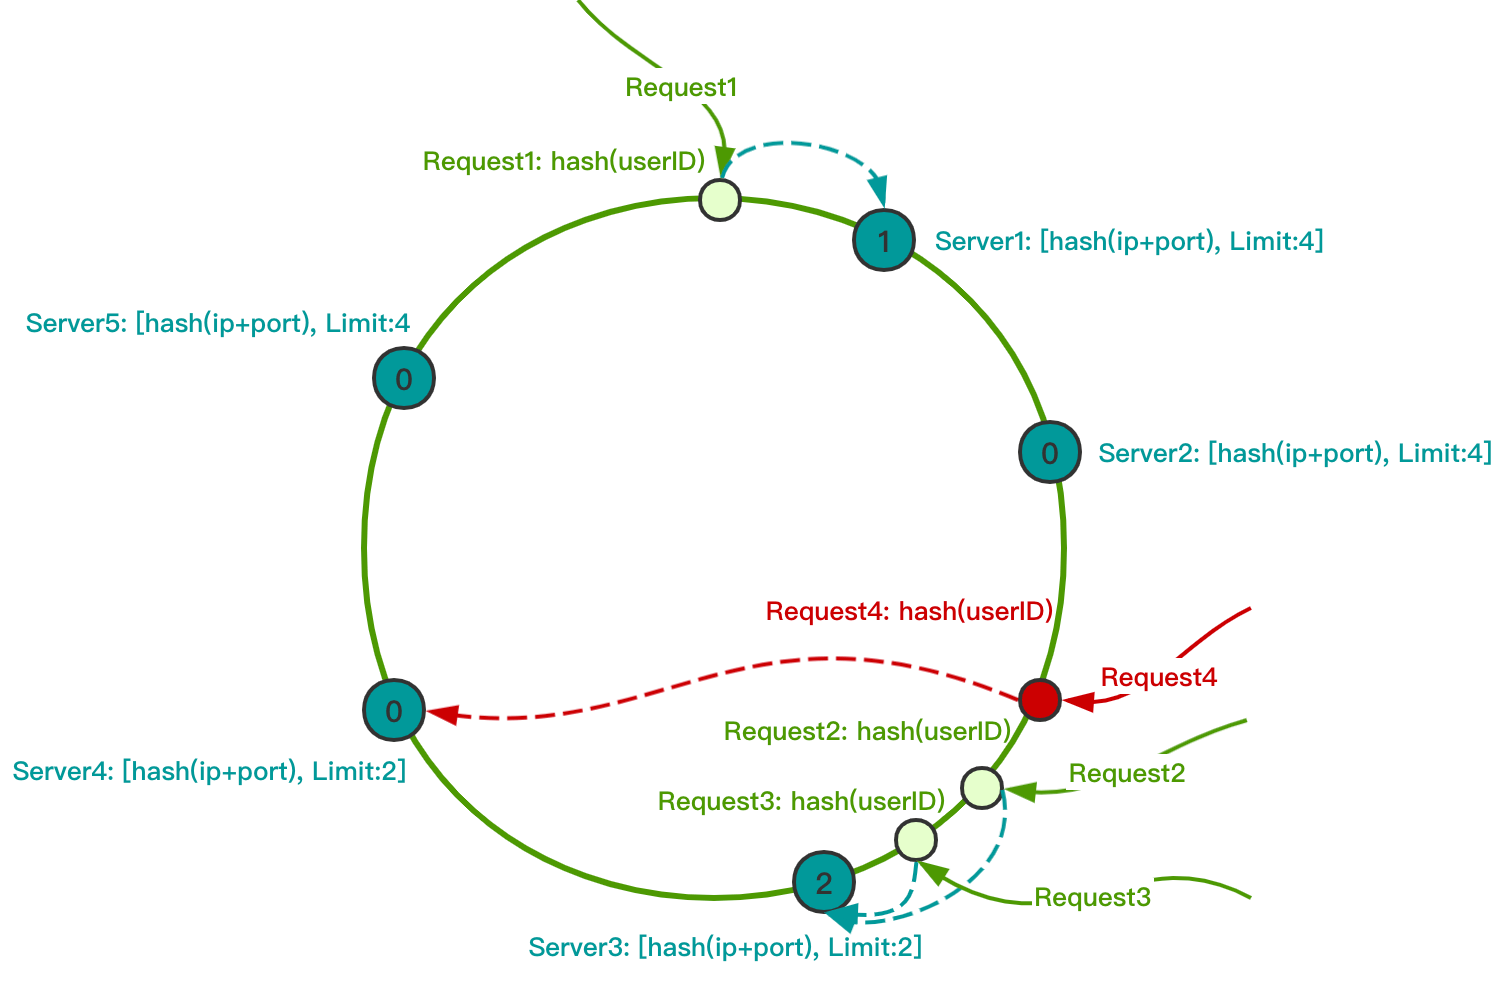 Request1
Request1: hash(userID)
1
Server1: [hash(ip+port), Limit:4]
Server5: [hash(ip+port), Limit:4
0
0
Server2: [hash(ip+port), Limit:4]
Request4: hash(userID)
Request4
0
Request2: hash(userID)
Server4: [hash(ip+port), Limit:2]
Request2
Request3: hash(userID)
2
Request3
Server3: [hash(ip+port), Limit:2]